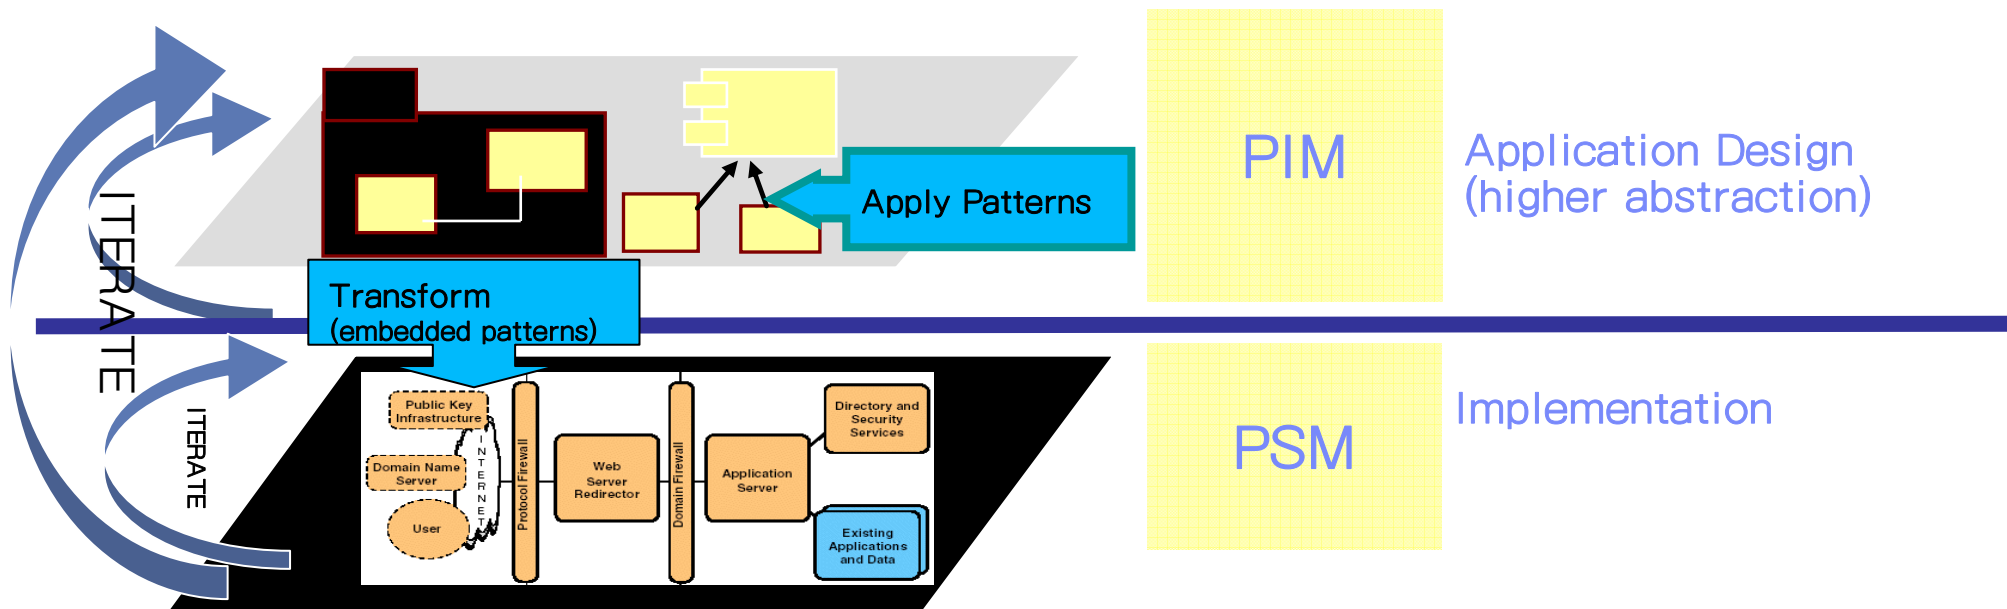 PIM
Application Design
(higher abstraction)
Apply Patterns
ITERATE
Transform
(embedded patterns)
PSM
Implementation
ITERATE
Public Key
Infrastructure
Domain Name
Server
User
INTERNET
Protocol Firewall
Web
Server
Redirector
Domain Firewall
Application
Server
Directory and
Security
Services
Existing
Applications
and Data